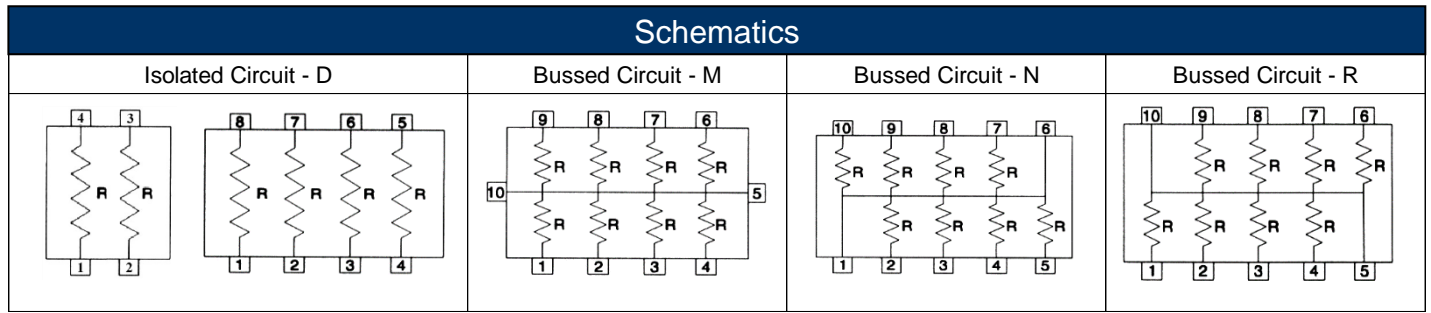 Schematics
Isolated Circuit - D
Bussed Circuit - M
Bussed Circuit - N
Bussed Circuit - R
4 3
R R
1 2
8 7 6 5
R R R R
1 2 3 4
9 8 7 6
R R R R
10 5
R R R R
1 2 3 4
10 9 8 7 6
R R R R
R R R R
1 2 3 4 5
10 9 8 7 6
R R R R
R R R R
1 2 3 4 5